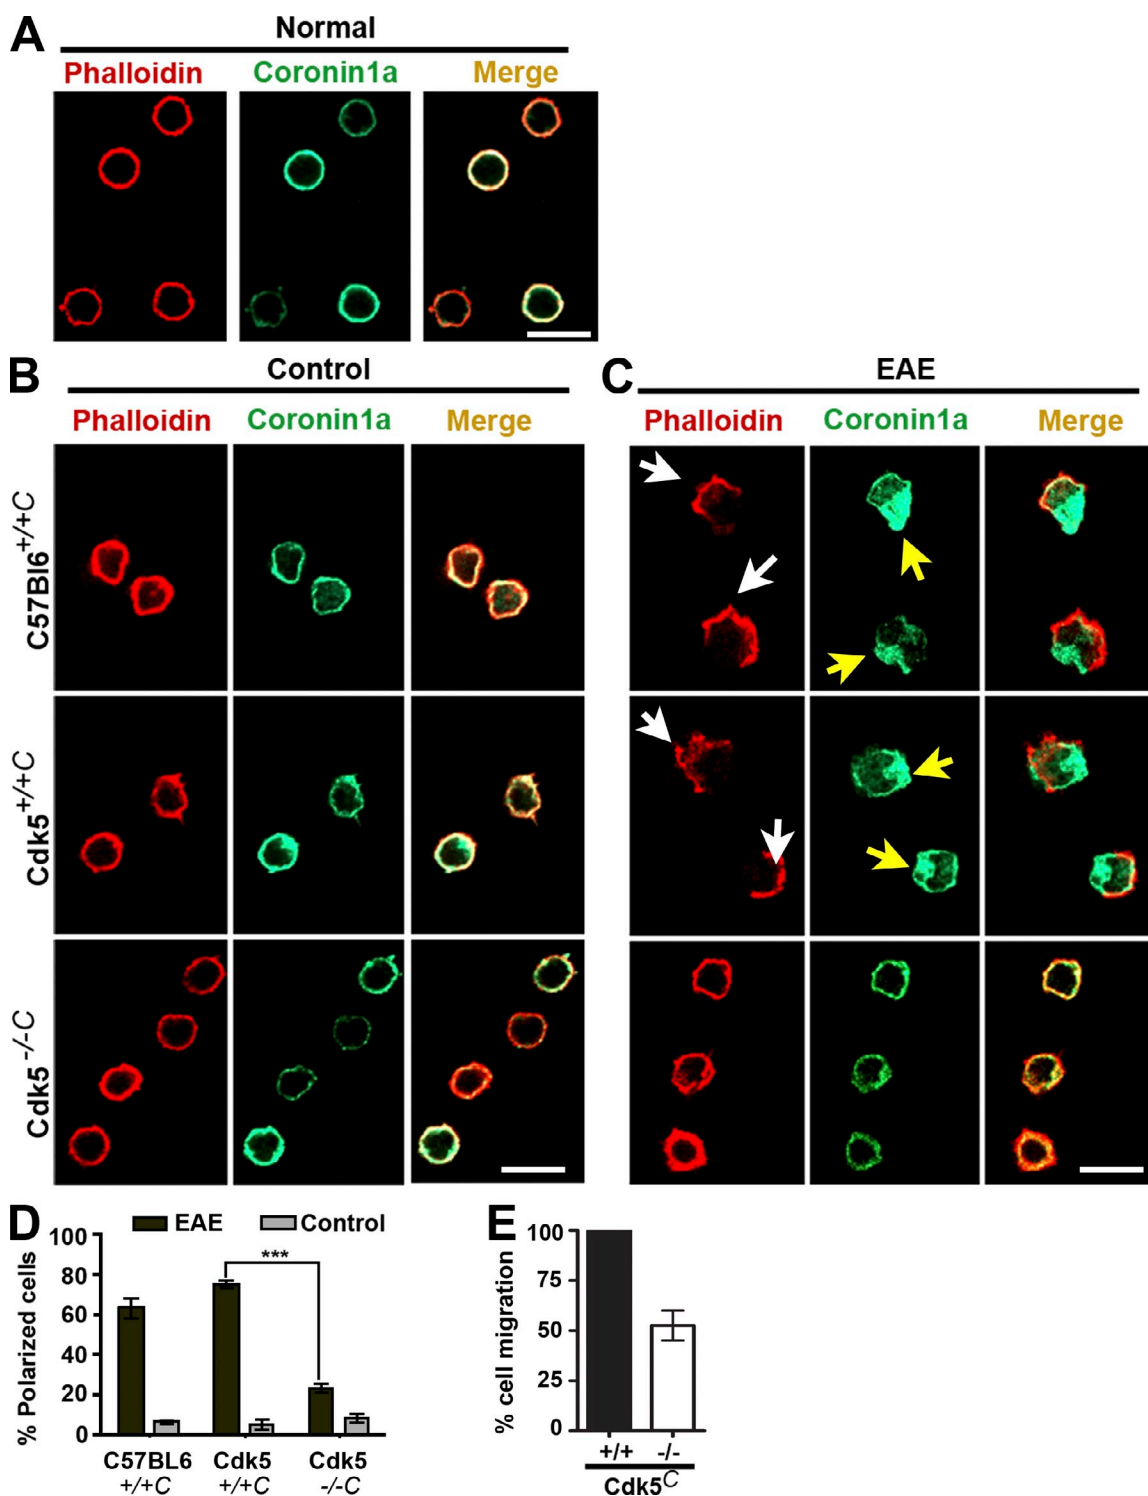 A
Normal
Phalloidin Coronin1a Merge
B
Control
Phalloidin Coronin1a Merge
C57Bl6+/+C
Cdk5+/+C
Cdk5-/-C
C
EAE
Phalloidin Coronin1a Merge
D
EAE Control
% Polarized cells
100
80
60
40
20
0
***
C57BL6 Cdk5 Cdk5
+/+C +/+C -/-C
E
% cell migration
100
75
50
25
0
+/+ -/-
Cdk5C